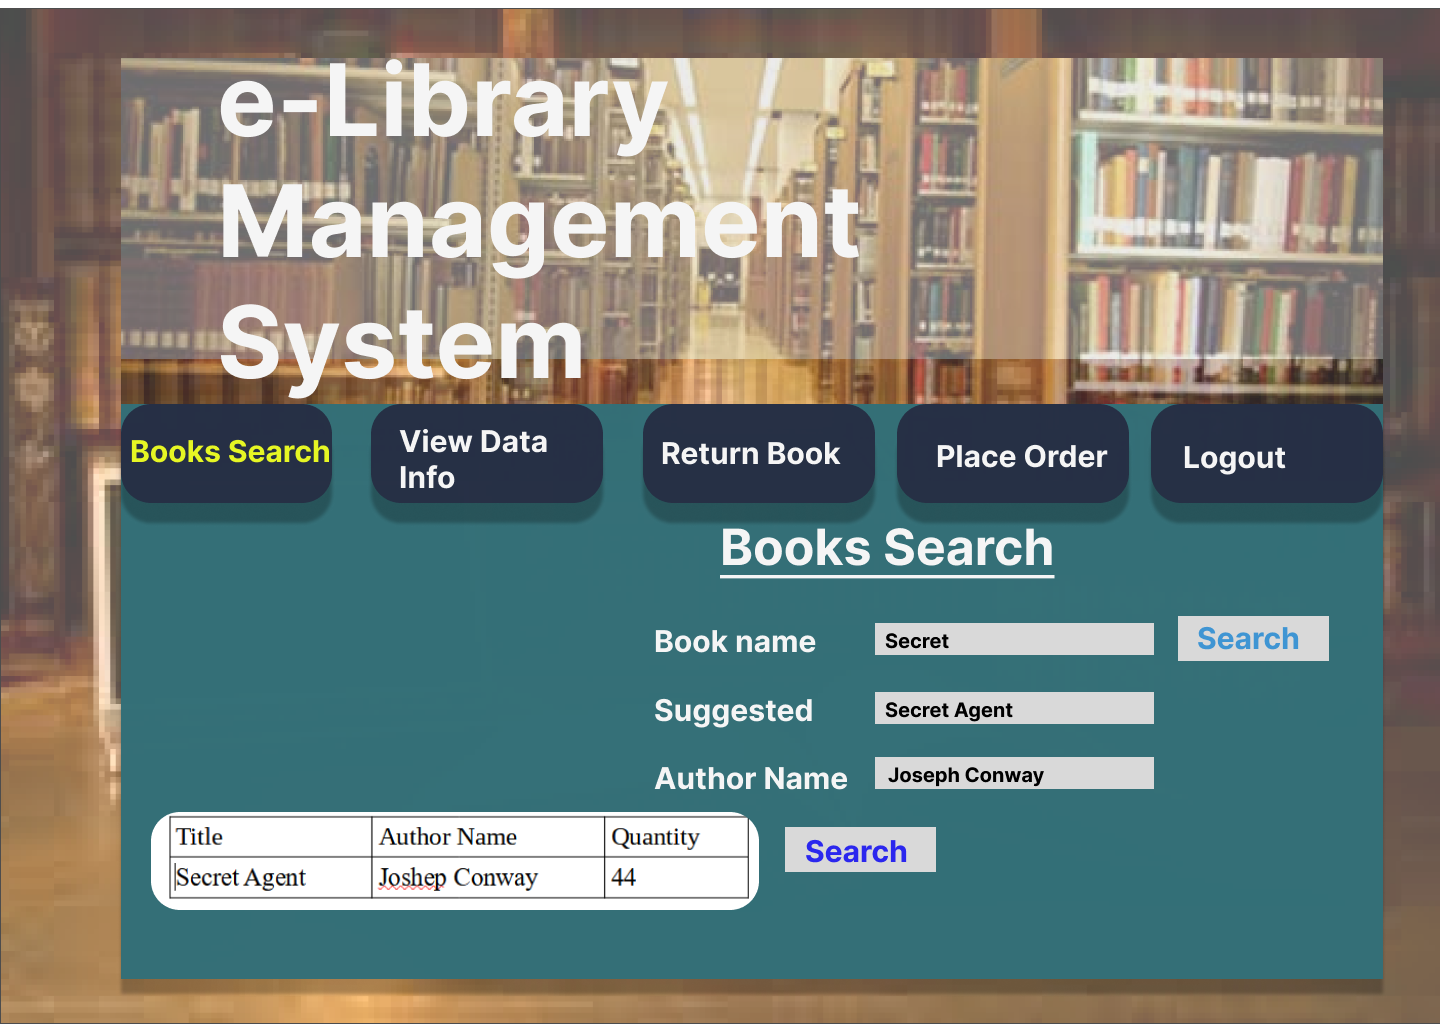 e-Library
Management
System
Books Search
View Data
Info
Return Book
Place Order
Logout
Books Search
Book name
Secret
Search
Suggested
Secret Agent
Author Name
Joseph Conway
Title
Author Name
Quantity
Secret Agent
Joshep Conway
44
Search